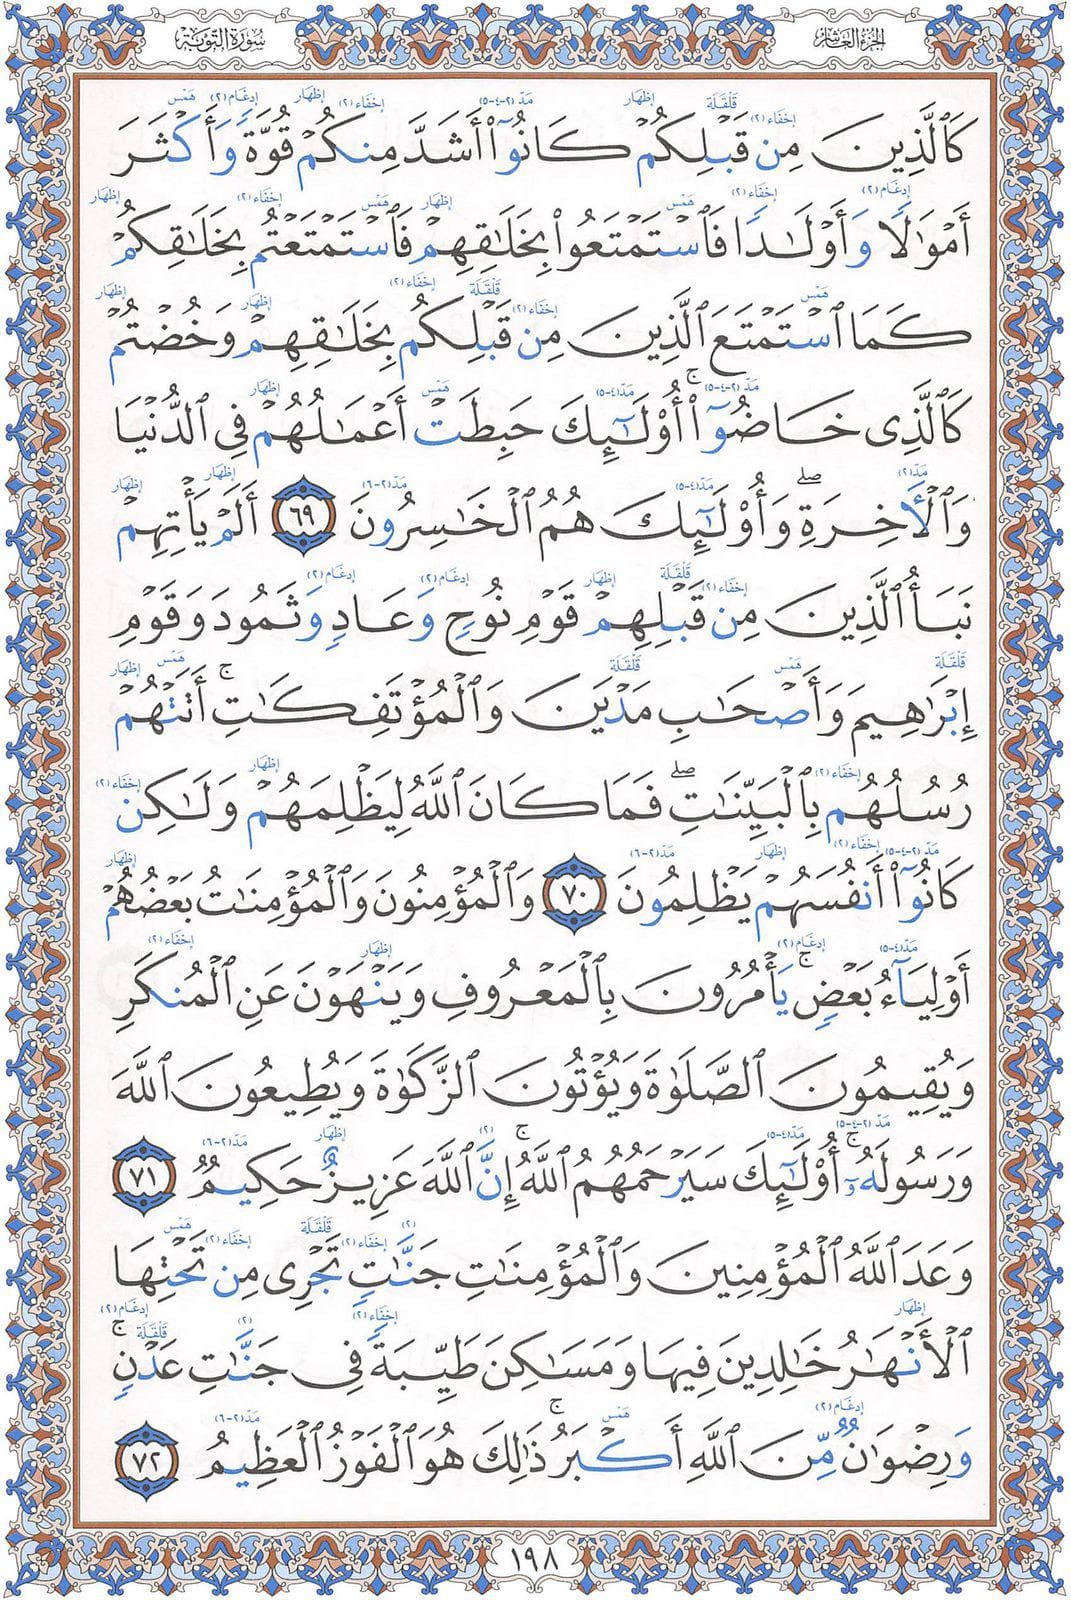 الجزء العاشر
سورة التوبة
كَٱلَّذِينَ مِن قَبْلِكُمْ كَانُوٓا۟ أَشَدَّ مِنكُمْ قُوَّةً وَأَكْثَرَ
أَمْوَٰلًا وَأَوْلَـٰدًا فَٱسْتَمْتَعُوا۟ بِخَلَـٰقِهِمْ فَٱسْتَمْتَعْتُم بِخَلَـٰقِكُمْ
كَمَا ٱسْتَمْتَعَ ٱلَّذِينَ مِن قَبْلِكُم بِخَلَـٰقِهِمْ وَخُضْتُمْ
كَٱلَّذِى خَاضُوٓا۟ ۚ أُو۟لَـٰٓئِكَ حَبِطَتْ أَعْمَـٰلُهُمْ فِى ٱلدُّنْيَا
وَٱلْـَٔاخِرَةِ ۖ وَأُو۟لَـٰٓئِكَ هُمُ ٱلْخَـٰسِرُونَ ٦٩ أَلَمْ يَأْتِهِمْ
نَبَأُ ٱلَّذِينَ مِن قَبْلِهِمْ قَوْمِ نُوحٍ وَعَادٍ وَثَمُودَ وَقَوْمِ
إِبْرَٰهِيمَ وَأَصْحَـٰبِ مَدْيَنَ وَٱلْمُؤْتَفِكَـٰتِ ۚ أَتَتْهُمْ
رُسُلُهُم بِٱلْبَيِّنَـٰتِ ۖ فَمَا كَانَ ٱللَّهُ لِيَظْلِمَهُمْ وَلَـٰكِن
كَانُوٓا۟ أَنفُسَهُمْ يَظْلِمُونَ ٧٠ وَٱلْمُؤْمِنُونَ وَٱلْمُؤْمِنَـٰتُ بَعْضُهُمْ
أَوْلِيَآءُ بَعْضٍ ۚ يَأْمُرُونَ بِٱلْمَعْرُوفِ وَيَنْهَوْنَ عَنِ ٱلْمُنكَرِ
وَيُقِيمُونَ ٱلصَّلَوٰةَ وَيُؤْتُونَ ٱلزَّكَوٰةَ وَيُطِيعُونَ ٱللَّهَ
وَرَسُولَهُۥٓ ۚ أُو۟لَـٰٓئِكَ سَيَرْحَمُهُمُ ٱللَّهُ ۗ إِنَّ ٱللَّهَ عَزِيزٌ حَكِيمٌ ٧١
وَعَدَ ٱللَّهُ ٱلْمُؤْمِنِينَ وَٱلْمُؤْمِنَـٰتِ جَنَّـٰتٍ تَجْرِى مِن تَحْتِهَا
ٱلْأَنْهَـٰرُ خَـٰلِدِينَ فِيهَا وَمَسَـٰكِنَ طَيِّبَةً فِى جَنَّـٰتِ عَدْنٍ ۚ
وَرِضْوَٰنٌ مِّنَ ٱللَّهِ أَكْبَرُ ۚ ذَٰلِكَ هُوَ ٱلْفَوْزُ ٱلْعَظِيمُ ٧٢
١٩٨